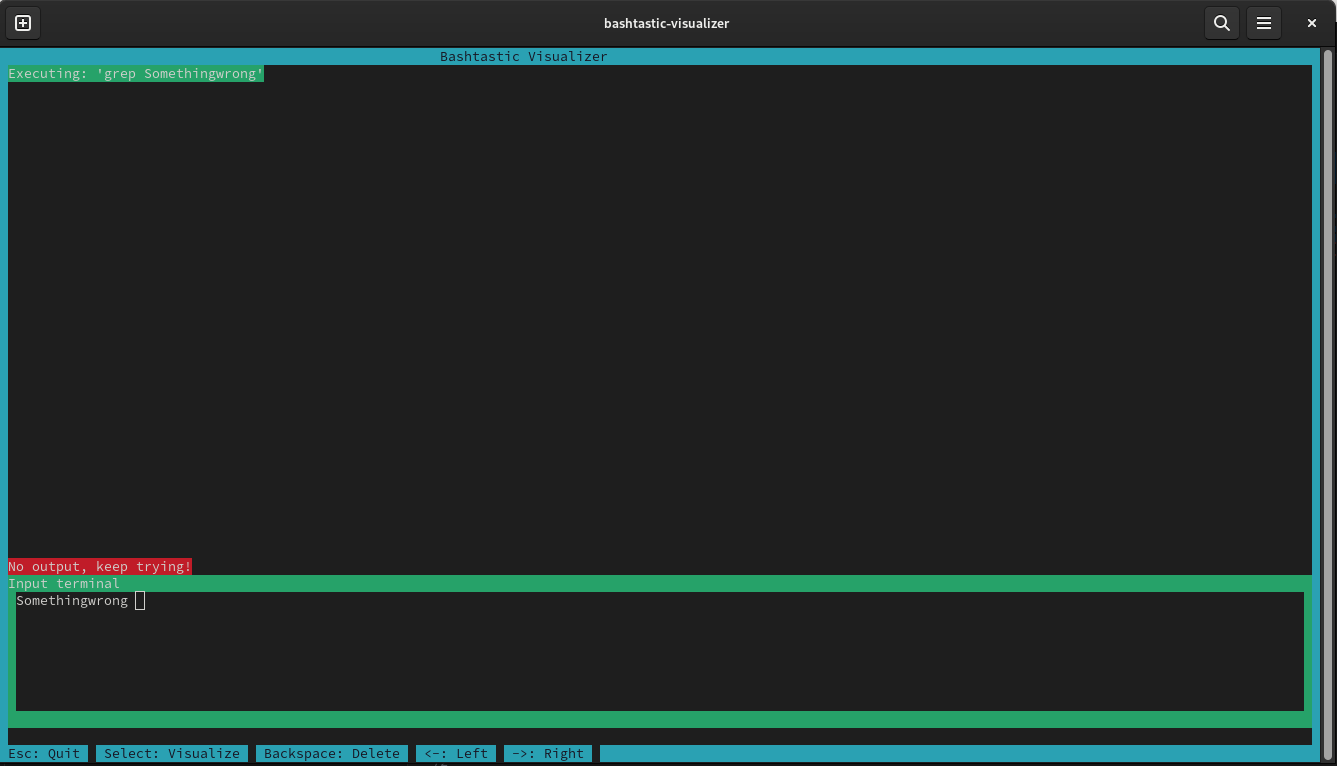 bashtastic-visualizer
Bashtastic Visualizer
Executing: 'grep Somethingwrong'
No output, keep trying!
Input terminal
Somethingwrong
Esc: Quit Select: Visualize Backspace: Delete <-: Left ->: Right